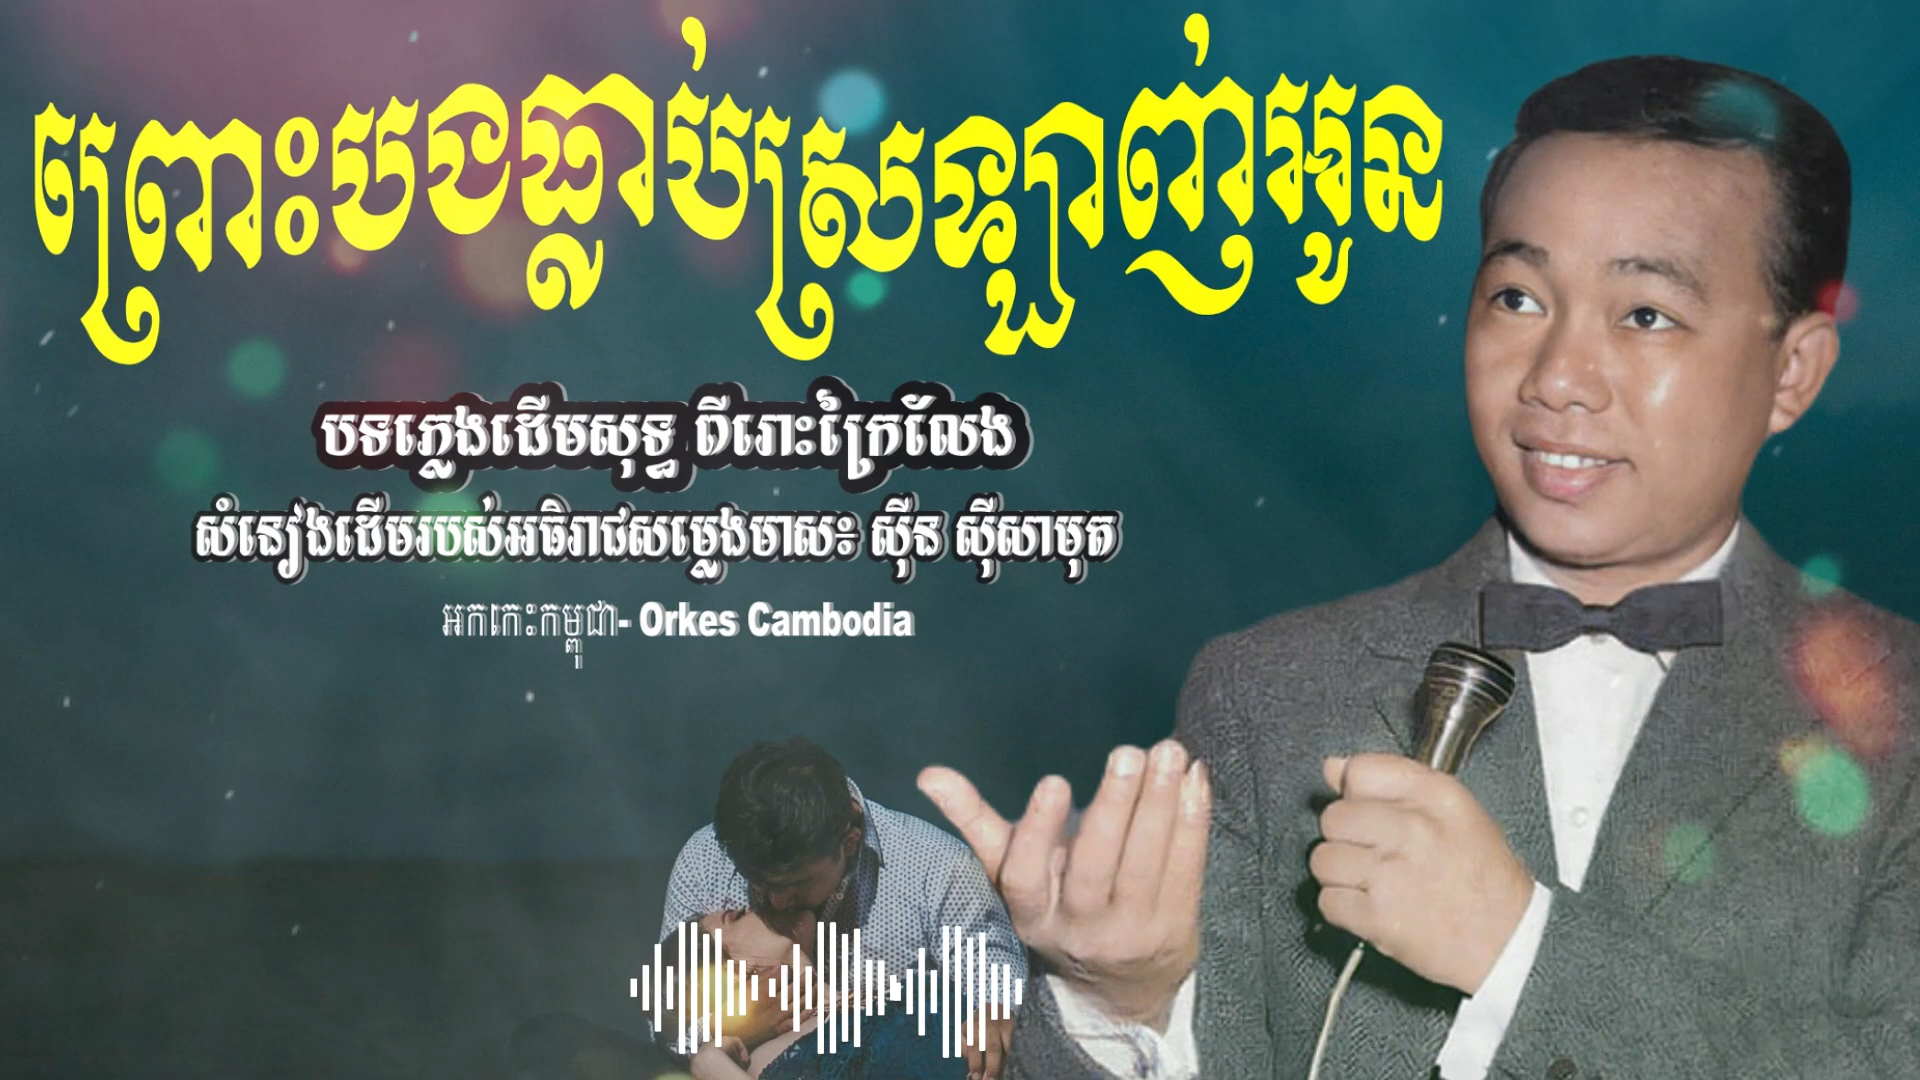 ព្រោះបងធ្លាប់ស្រឡាញ់អូន
បទភ្លេងដើមសុទ្ធ ពីរោះក្រៃលែង
សំនៀងដើមរបស់អធិរាជសម្លេងមាស៖ ស៊ីន ស៊ីសាមុត
អកកេះកម្ពុជា- Orkes Cambodia